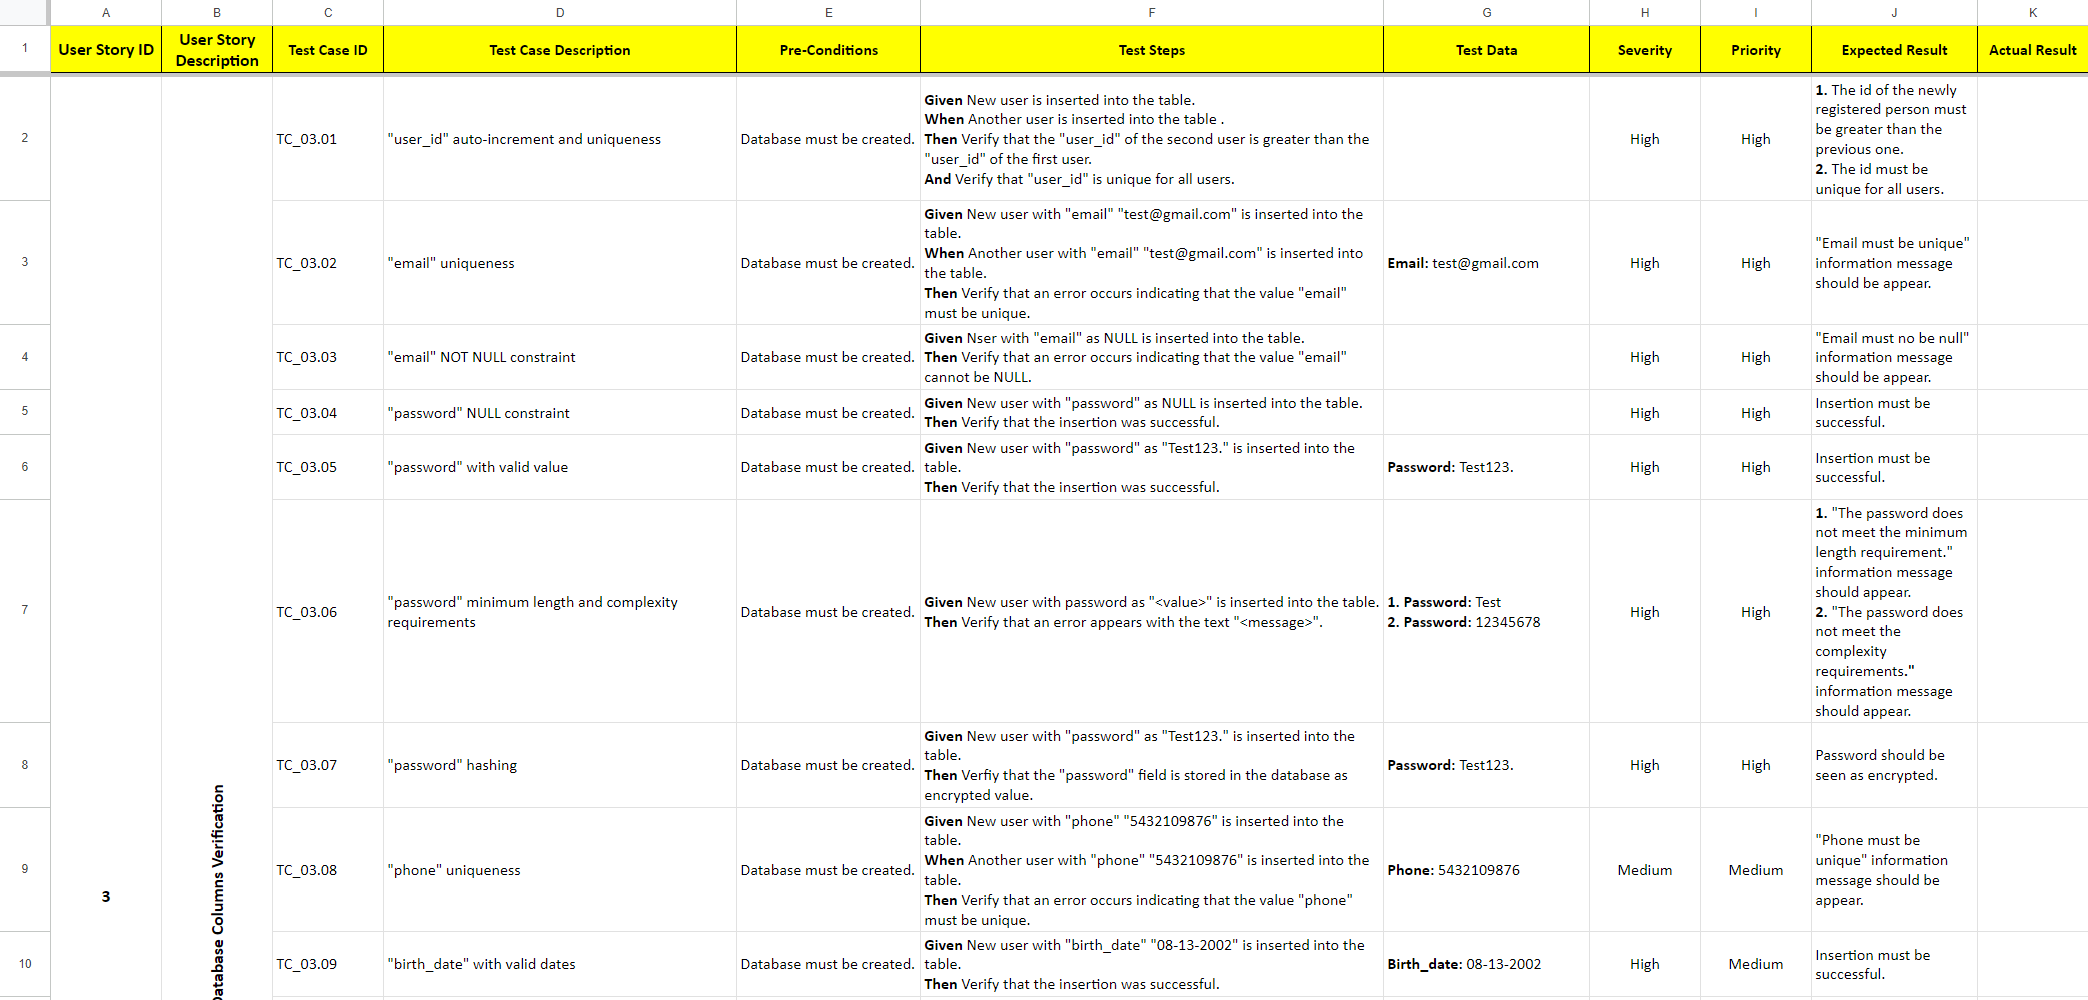 A B C D E F G H I J K
1 User Story ID User Story Description Test Case ID Test Case Description Pre-Conditions Test Steps Test Data Severity Priority Expected Result Actual Result
3
Database Columns Verification
2
TC_03.01
"user_id" auto-increment and uniqueness
Database must be created.
Given New user is inserted into the table.
When Another user is inserted into the table .
Then Verify that the "user_id" of the second user is greater than the
"user_id" of the first user.
And Verify that "user_id" is unique for all users.
High
High
1. The id of the newly
registered person must
be greater than the
previous one.
2. The id must be
unique for all users.
3
TC_03.02
"email" uniqueness
Database must be created.
Given New user with "email" "test@gmail.com" is inserted into the
table.
When Another user with "email" "test@gmail.com" is inserted into
the table.
Then Verify that an error occurs indicating that the value "email"
must be unique.
Email: test@gmail.com
High
High
"Email must be unique"
information message
should be appear.
4
TC_03.03
"email" NOT NULL constraint
Database must be created.
Given Nser with "email" as NULL is inserted into the table.
Then Verify that an error occurs indicating that the value "email"
cannot be NULL.
High
High
"Email must no be null"
information message
should be appear.
5
TC_03.04
"password" NULL constraint
Database must be created.
Given New user with "password" as NULL is inserted into the table.
Then Verify that the insertion was successful.
High
High
Insertion must be
successful.
6
TC_03.05
"password" with valid value
Database must be created.
Given New user with "password" as "Test123." is inserted into the
table.
Then Verify that the insertion was successful.
Password: Test123.
High
High
Insertion must be
successful.
7
TC_03.06
"password" minimum length and complexity
requirements
Database must be created.
Given New user with password as "<value>" is inserted into the table.
Then Verify that an error appears with the text "<message>".
1. Password: Test
2. Password: 12345678
High
High
1. "The password does
not meet the minimum
length requirement."
information message
should appear.
2. "The password does
not meet the
complexity
requirements."
information message
should appear.
8
TC_03.07
"password" hashing
Database must be created.
Given New user with "password" as "Test123." is inserted into the
table.
Then Verfiy that the "password" field is stored in the database as
encrypted value.
Password: Test123.
High
High
Password should be
seen as encrypted.
9
TC_03.08
"phone" uniqueness
Database must be created.
Given New user with "phone" "5432109876" is inserted into the
table.
When Another user with "phone" "5432109876" is inserted into the
table.
Then Verify that an error occurs indicating that the value "phone"
must be unique.
Phone: 5432109876
Medium
Medium
"Phone must be
unique" information
message should be
appear.
10
TC_03.09
"birth_date" with valid dates
Database must be created.
Given New user with "birth_date" "08-13-2002" is inserted into the
table.
Then Verify that the insertion was successful.
Birth_date: 08-13-2002
High
Medium
Insertion must be
successful.